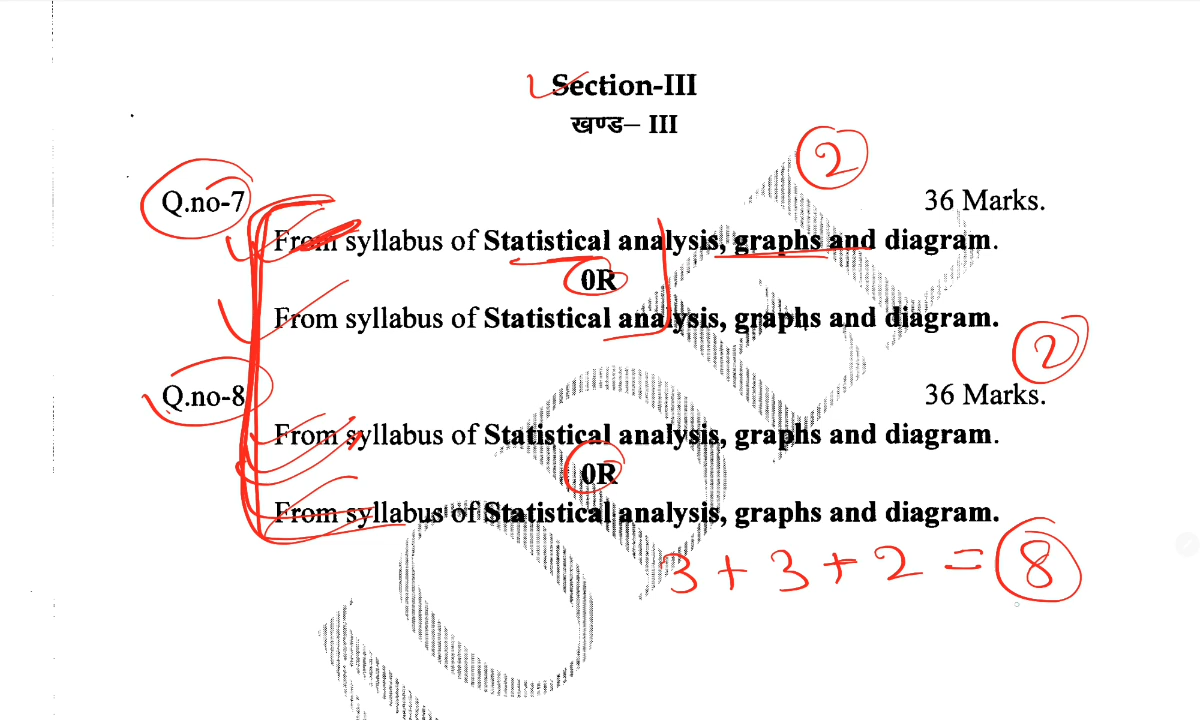 Section-III
खण्ड– III
2
Q.no-7 36 Marks.
From syllabus of Statistical analysis, graphs and diagram.
OR
From syllabus of Statistical analysis, graphs and diagram.
2
Q.no-8 36 Marks.
From syllabus of Statistical analysis, graphs and diagram.
OR
From syllabus of Statistical analysis, graphs and diagram.
3 + 3 + 2 = 8